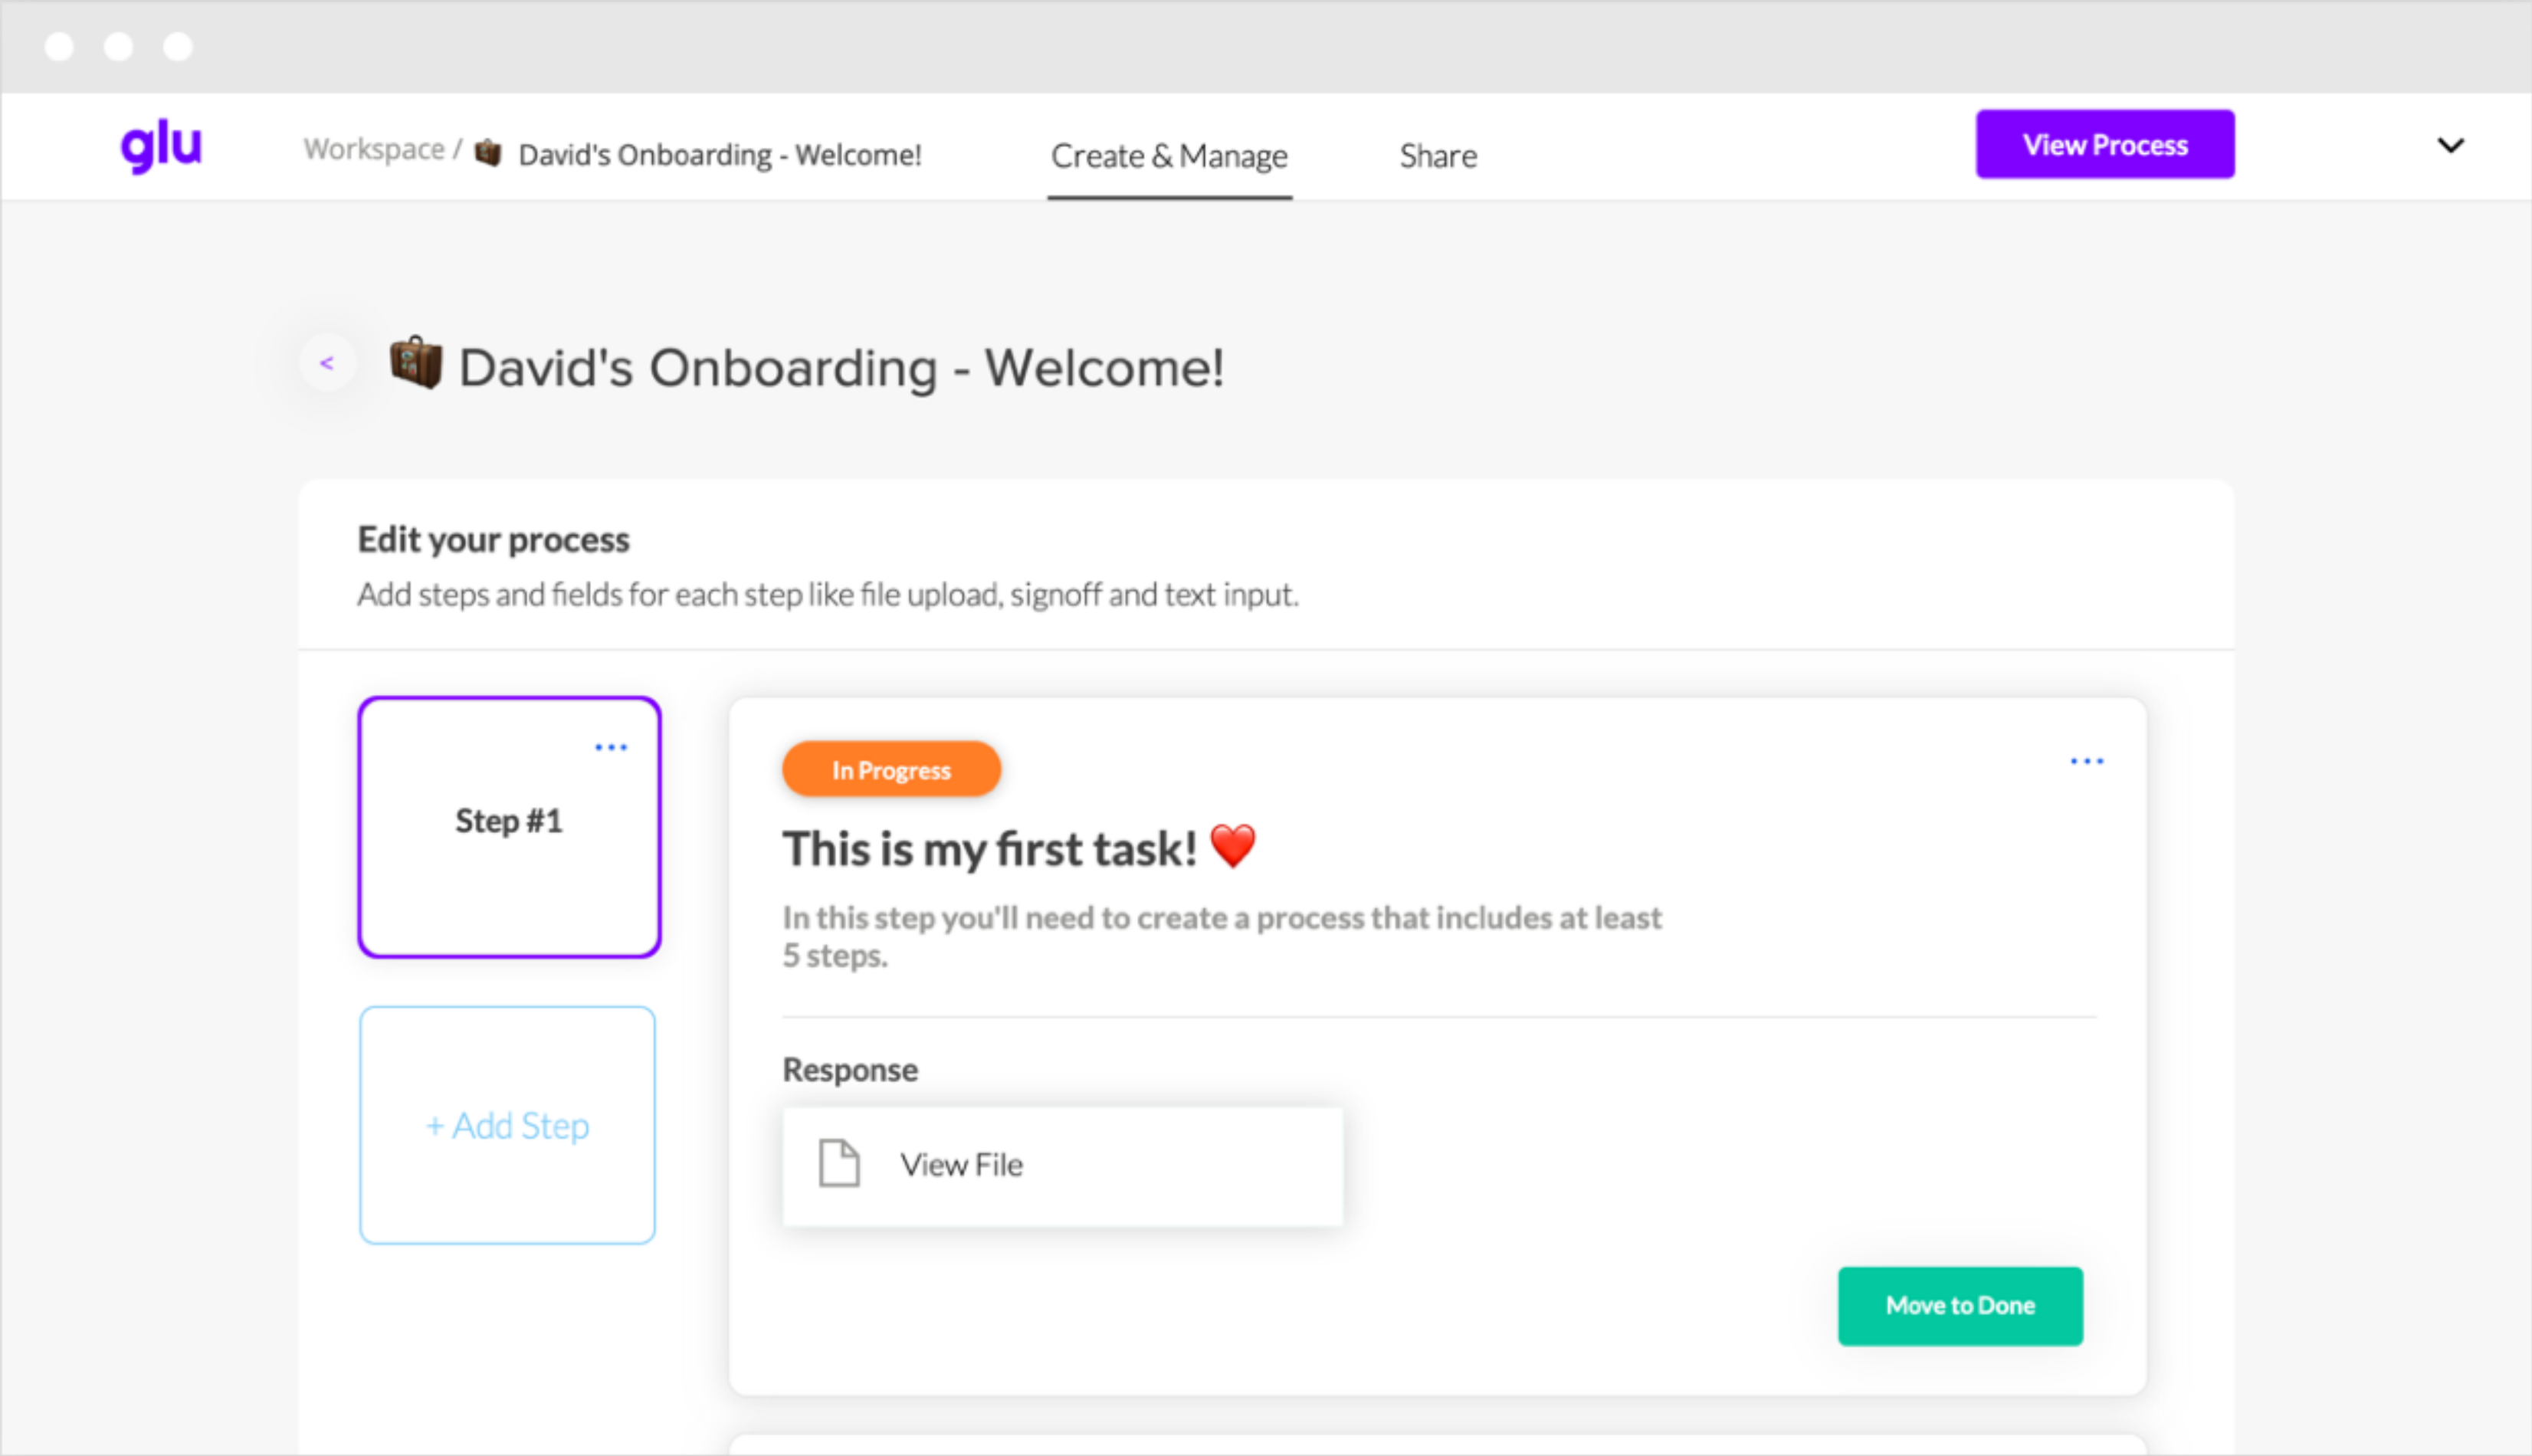 glu
Workspace / David's Onboarding - Welcome!
Create & Manage
Share
View Process
< David's Onboarding - Welcome!
Edit your process
Add steps and fields for each step like file upload, signoff and text input.
Step #1
+ Add Step
In Progress
This is my first task! ❤️
In this step you'll need to create a process that includes at least
5 steps.
Response
View File
Move to Done